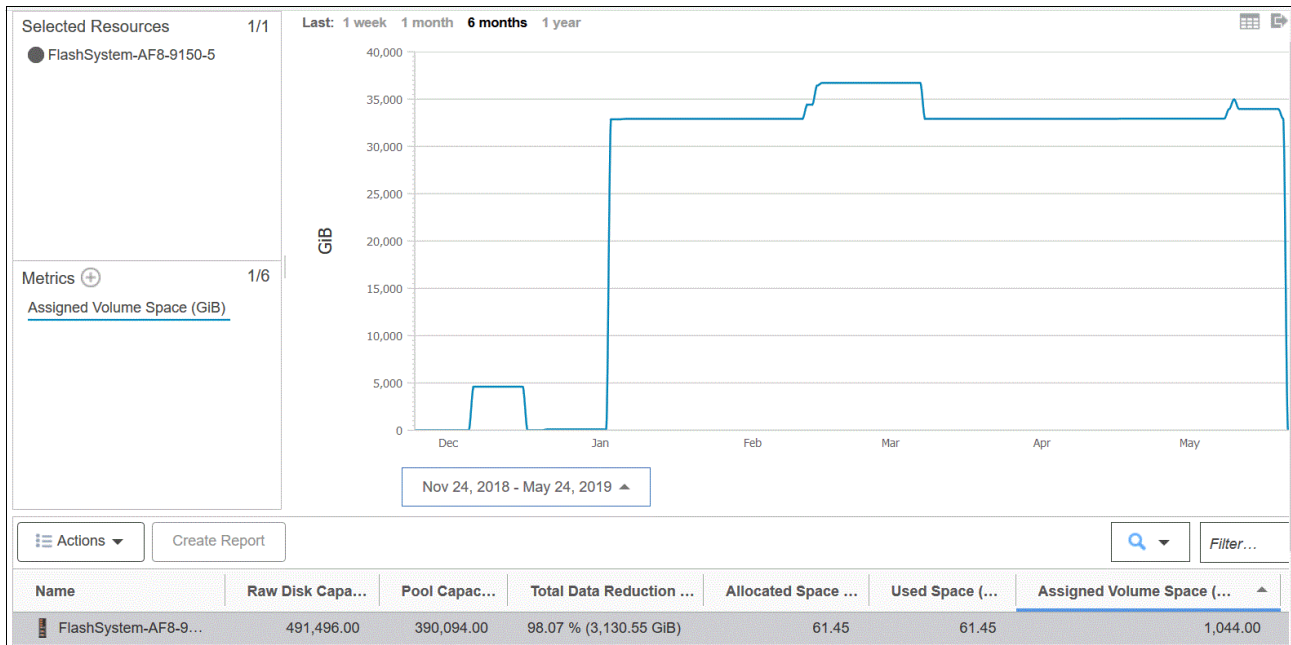 Selected Resources 1/1
FlashSystem-AF8-9150-5
Metrics 1/6
Assigned Volume Space (GiB)
Last: 1 week 1 month 6 months 1 year
40,000
35,000
30,000
25,000
20,000
15,000
10,000
5,000
0
GiB
Dec Jan Feb Mar Apr May
Nov 24, 2018 - May 24, 2019
Actions Create Report Filter...
Name Raw Disk Capa... Pool Capac... Total Data Reduction ... Allocated Space ... Used Space (... Assigned Volume Space (...
FlashSystem-AF8-9... 491,496.00 390,094.00 98.07 % (3,130.55 GiB) 61.45 61.45 1,044.00